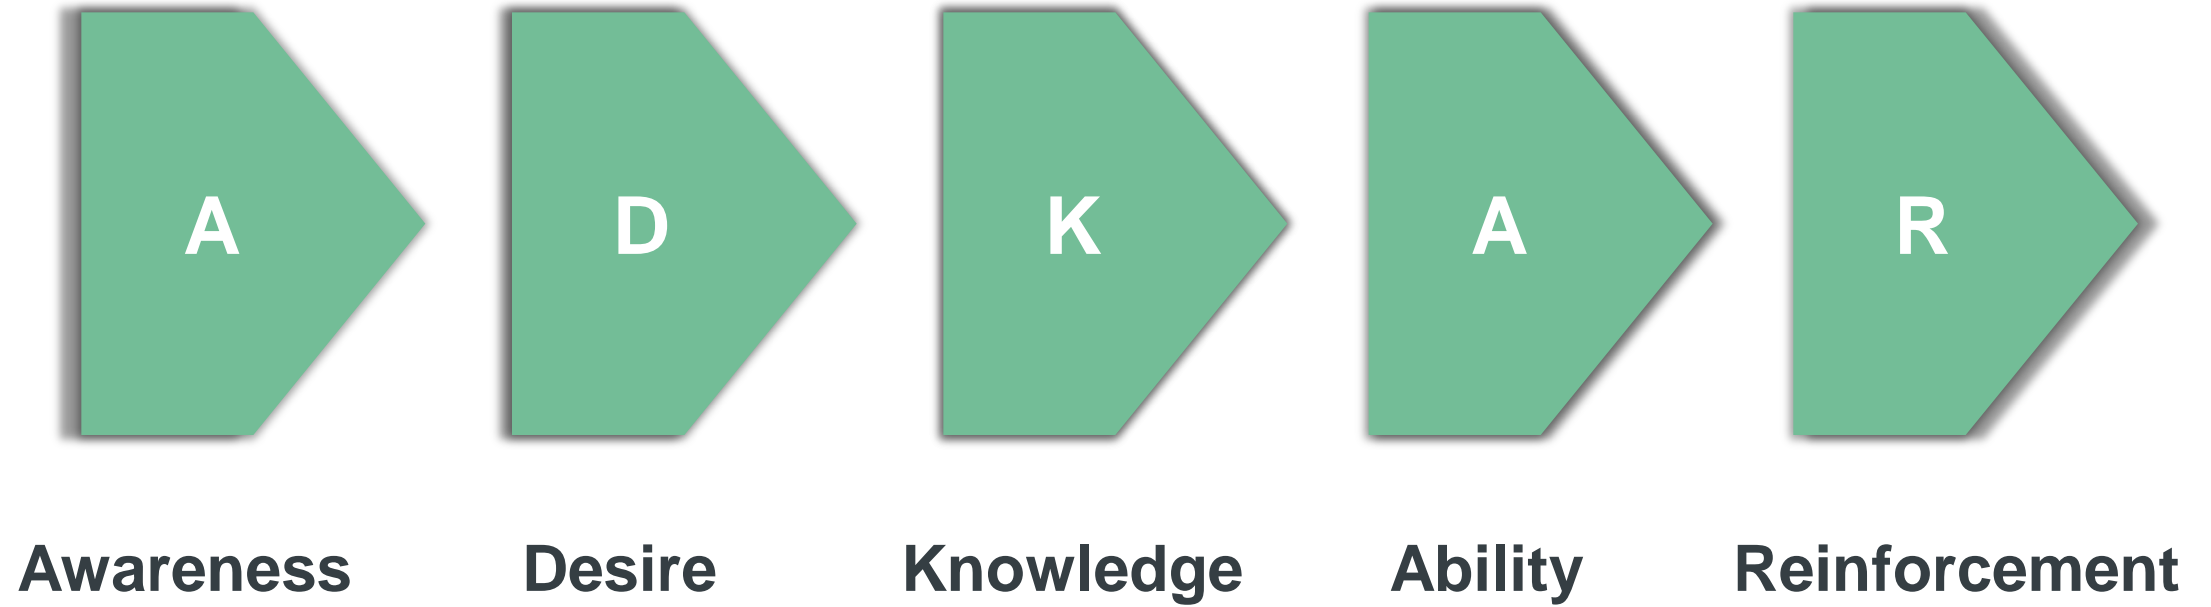 A D K A R
Awareness Desire Knowledge Ability Reinforcement